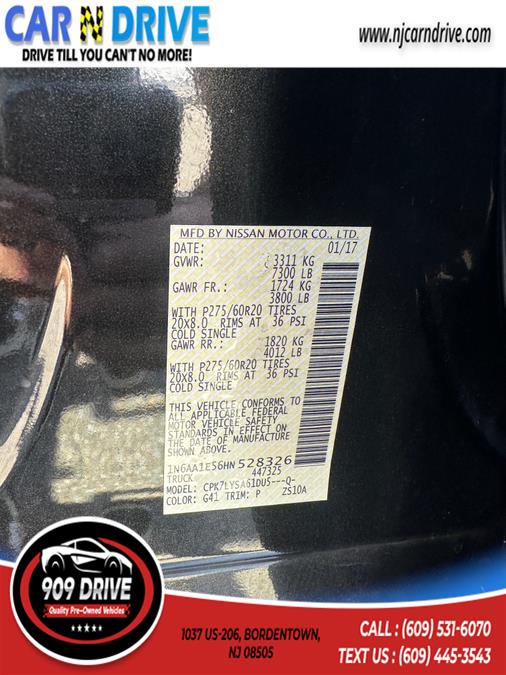 CAR N DRIVE
DRIVE TILL YOU CAN'T NO MORE!
www.njcarndrive.com
MFD BY NISSAN MOTOR CO., LTD.
DATE: 01/17
GVWR: 3311 KG
7300 LB
GAWR FR.: 1724 KG
3800 LB
WITH P275/60R20 TIRES
20X8.0 RIMS AT 36 PSI
COLD SINGLE
GAWR RR.: 1820 KG
4012 LB
WITH P275/60R20 TIRES
20X8.0 RIMS AT 36 PSI
COLD SINGLE
THIS VEHICLE CONFORMS TO
ALL APPLICABLE FEDERAL
MOTOR VEHICLE SAFETY
STANDARDS IN EFFECT ON THE
DATE OF MANUFACTURE
SHOWN ABOVE.
1N6AA1E56HN528326
TRUCK 447325
MODEL: CPK7LYSA61DU5---Q-
COLOR: G41 TRIM: P ZS10A
909 DRIVE
Quality Pre-Owned Vehicles
1037 US-206, BORDENTOWN,
NJ 08505
CALL : (609) 531-6070
TEXT US : (609) 445-3543